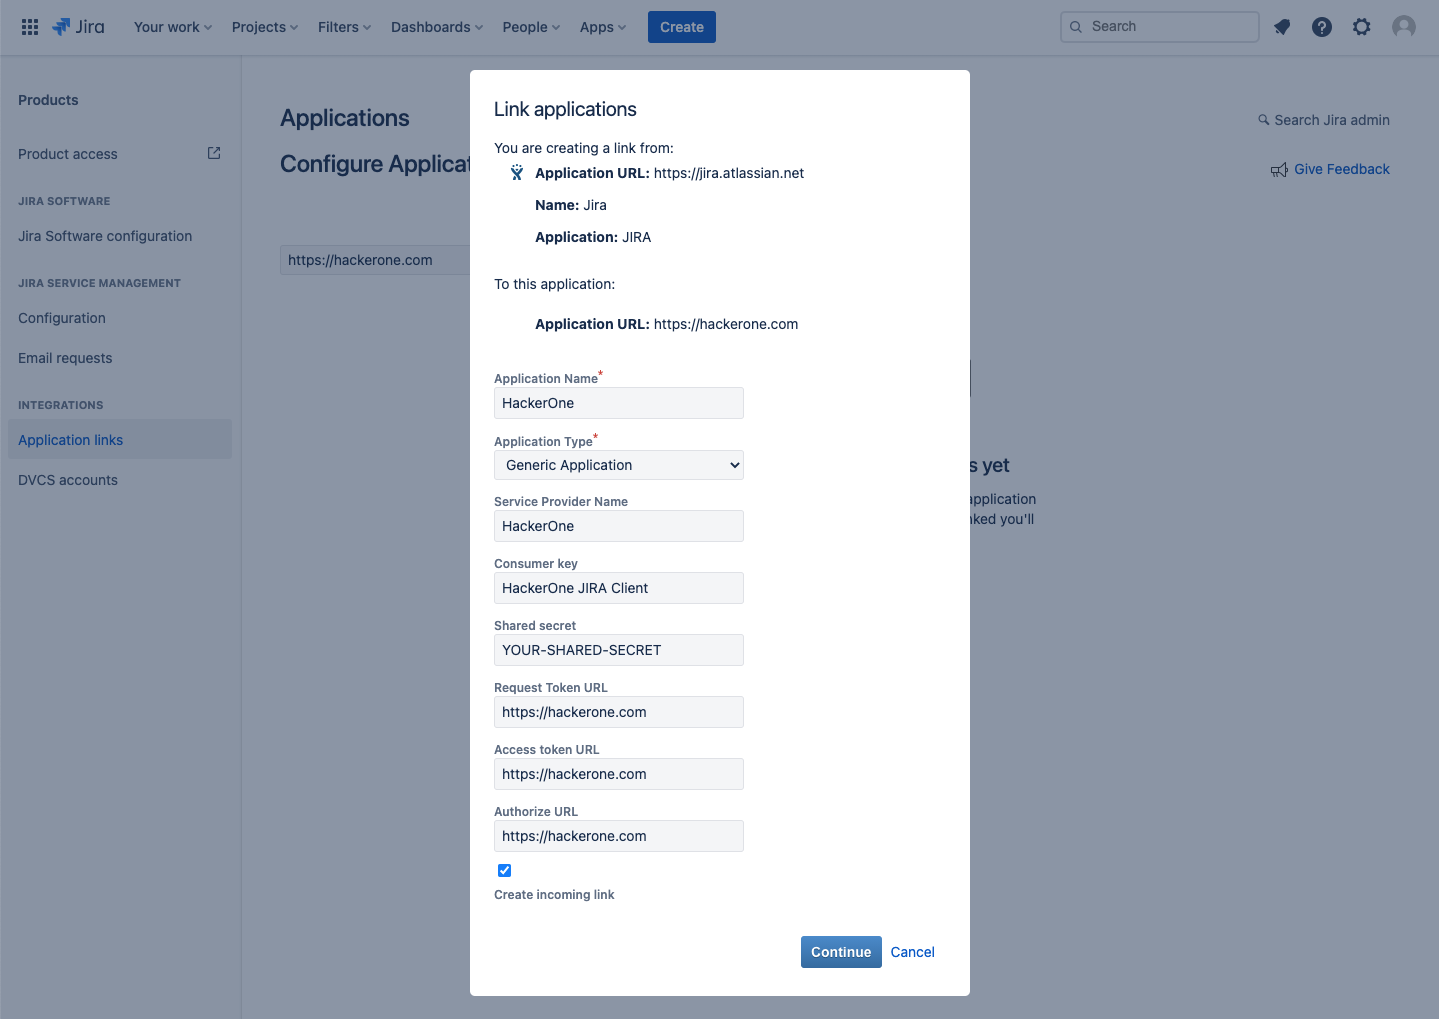 Jira
Your work
Projects
Filters
Dashboards
People
Apps
Create
Search
Products
Product access
JIRA SOFTWARE
Jira Software configuration
JIRA SERVICE MANAGEMENT
Configuration
Email requests
INTEGRATIONS
Application links
DVCS accounts
Applications
Search Jira admin
Configure Applicat
Give Feedback
https://hackerone.com
s yet
application
nked you'll
Link applications
You are creating a link from:
Application URL: https://jira.atlassian.net
Name: Jira
Application: JIRA
To this application:
Application URL: https://hackerone.com
Application Name*
HackerOne
Application Type*
Generic Application
Service Provider Name
HackerOne
Consumer key
HackerOne JIRA Client
Shared secret
YOUR-SHARED-SECRET
Request Token URL
https://hackerone.com
Access token URL
https://hackerone.com
Authorize URL
https://hackerone.com
Create incoming link
Continue
Cancel